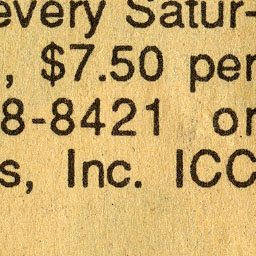 every Satur-
, $7.50 per
8-8421 or
s, Inc. ICC